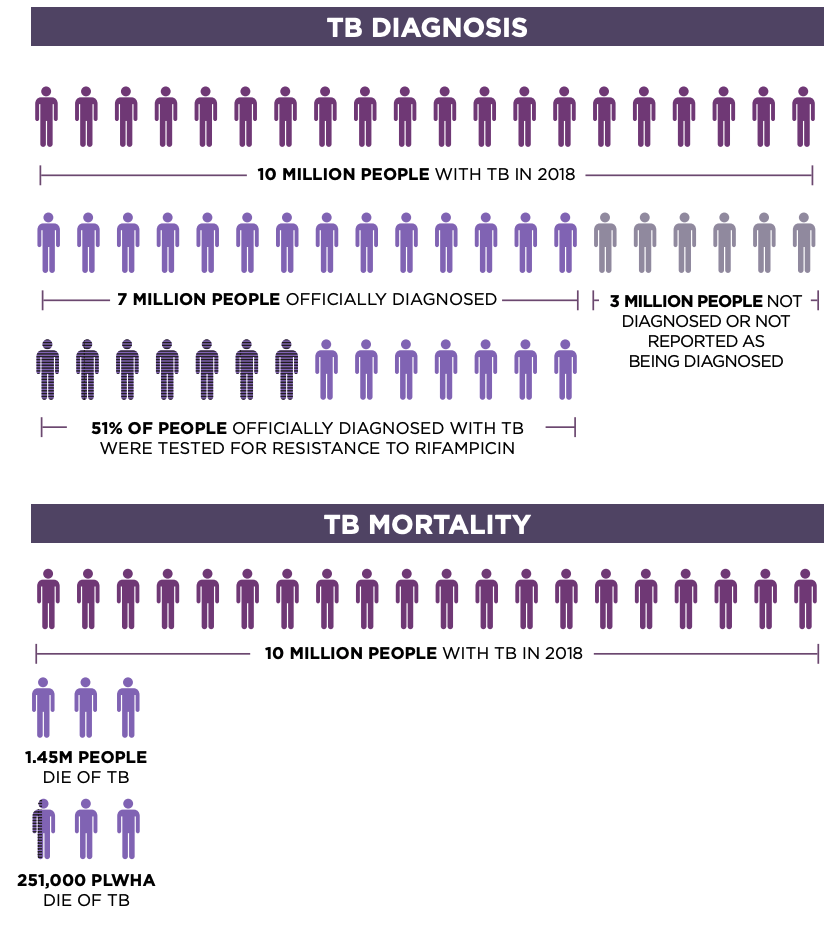 TB DIAGNOSIS
10 MILLION PEOPLE WITH TB IN 2018
7 MILLION PEOPLE OFFICIALLY DIAGNOSED
3 MILLION PEOPLE NOT
DIAGNOSED OR NOT
REPORTED AS
BEING DIAGNOSED
51% OF PEOPLE OFFICIALLY DIAGNOSED WITH TB
WERE TESTED FOR RESISTANCE TO RIFAMPICIN
TB MORTALITY
10 MILLION PEOPLE WITH TB IN 2018
1.45M PEOPLE
DIE OF TB
251,000 PLWHA
DIE OF TB